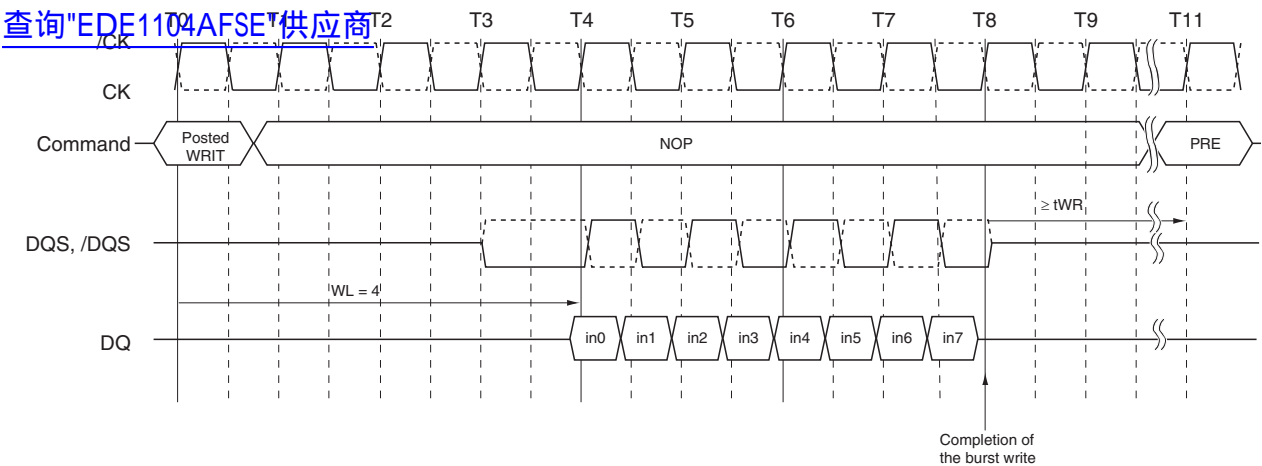 查询"EDE1104AFSE"供应商
T0 T1 T2 T3 T4 T5 T6 T7 T8 T9 T11
/CK
CK
Command
Posted
WRIT
NOP
PRE
≥ tWR
DQS, /DQS
WL = 4
DQ
in0 in1 in2 in3 in4 in5 in6 in7
Completion of
the burst write